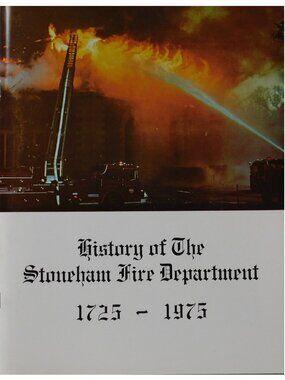 History of The
Stoneham Fire Department
1725 - 1975